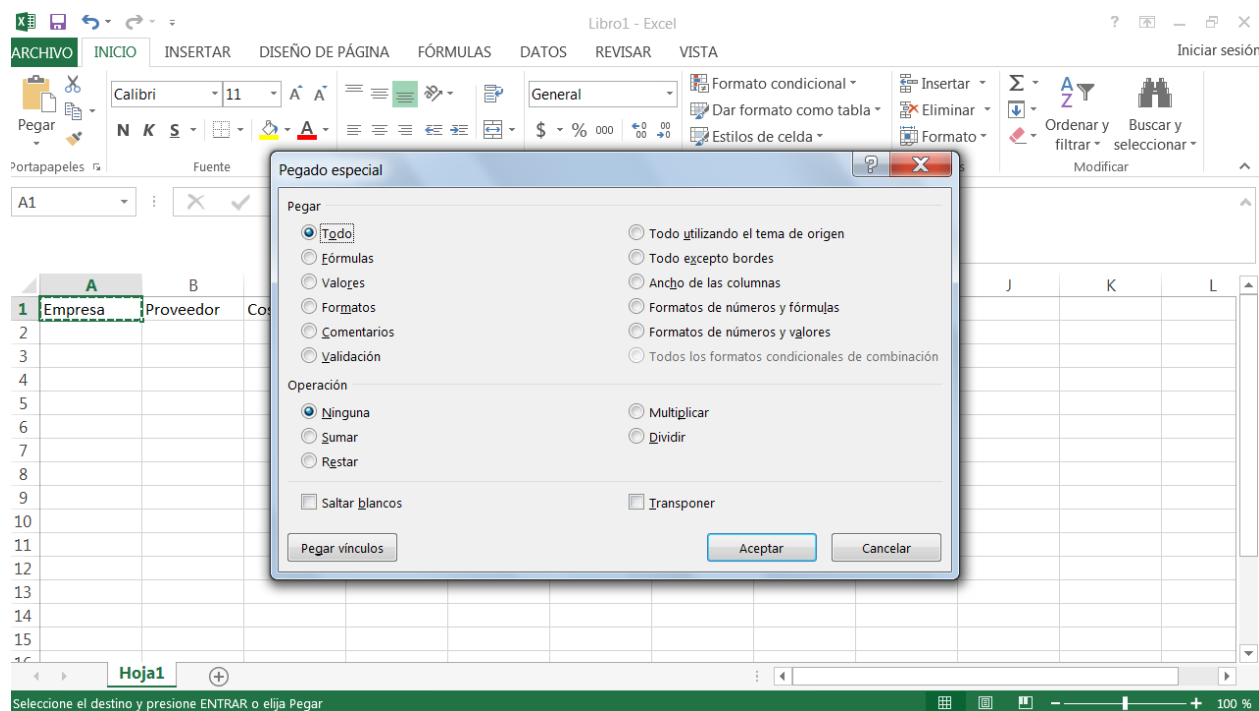 Libro1 - Excel
ARCHIVO INICIO INSERTAR DISEÑO DE PÁGINA FÓRMULAS DATOS REVISAR VISTA Iniciar sesión
Pegar
Portapapeles
Calibri 11
N K S
Fuente
General
$ % 000
Formato condicional
Dar formato como tabla
Estilos de celda
Insertar
Eliminar
Formato
Ordenar y filtrar
Buscar y seleccionar
Modificar
A1
A B J K L
1 Empresa Proveedor
2
3
4
5
6
7
8
9
10
11
12
13
14
15
Pegado especial
Pegar
Todo
Fórmulas
Valores
Formatos
Comentarios
Validación
Todo utilizando el tema de origen
Todo excepto bordes
Ancho de las columnas
Formatos de números y fórmulas
Formatos de números y valores
Todos los formatos condicionales de combinación
Operación
Ninguna
Sumar
Restar
Multiplicar
Dividir
Saltar blancos
Transponer
Pegar vínculos
Aceptar
Cancelar
Hoja1
Seleccione el destino y presione ENTRAR o elija Pegar
100 %